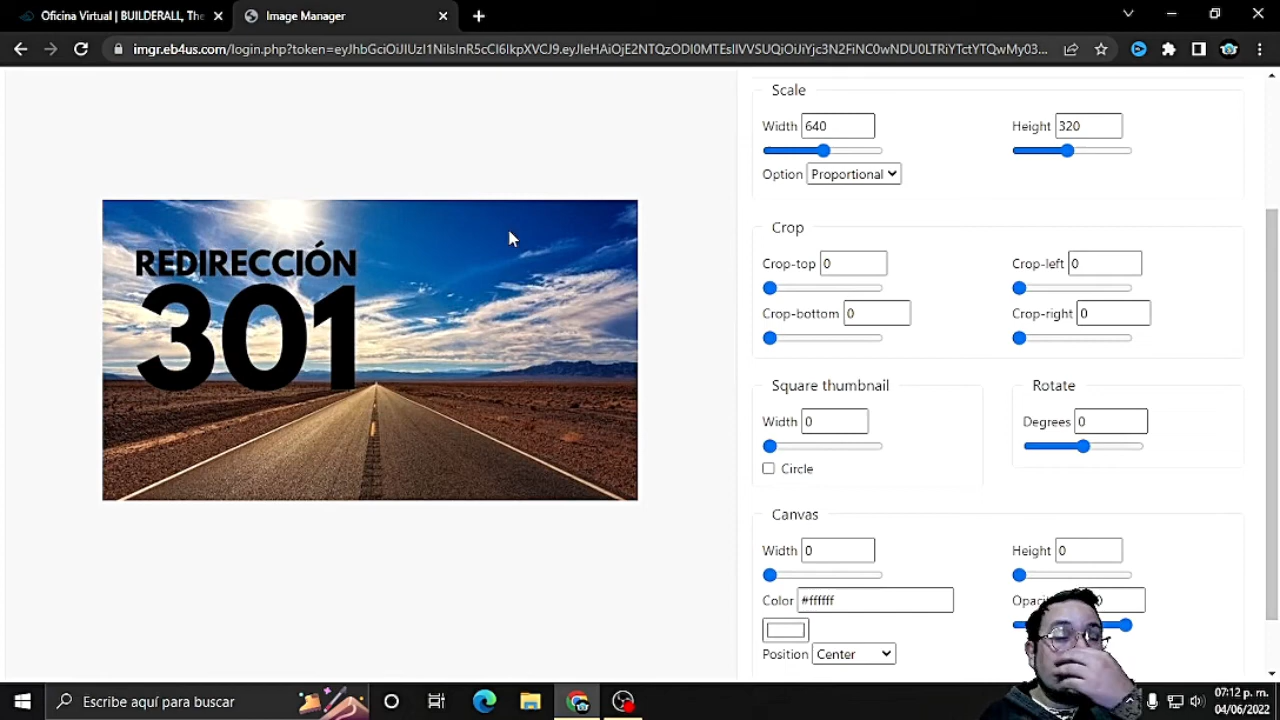 Oficina Virtual | BUILDERALL, The
Image Manager
imgr.eb4us.com/login.php?token=eyJhbGciOiJIUzI1NiIsInR5cCI6IkpXVCJ9.eyJleHAiOjE2NTQzODI0MTEsIlVVSUQiOiJiYjc3N2FiNC0wNDU0LTRiYTctYTQwMy03...
Scale
Width 640
Height 320
Option Proportional
Crop
Crop-top 0
Crop-left 0
Crop-bottom 0
Crop-right 0
Square thumbnail
Rotate
Width 0
Degrees 0
Circle
Canvas
Width 0
Height 0
Color #ffffff
Position Center
REDIRECCIÓN
301
Escribe aquí para buscar
07:12 p. m.
04/06/2022